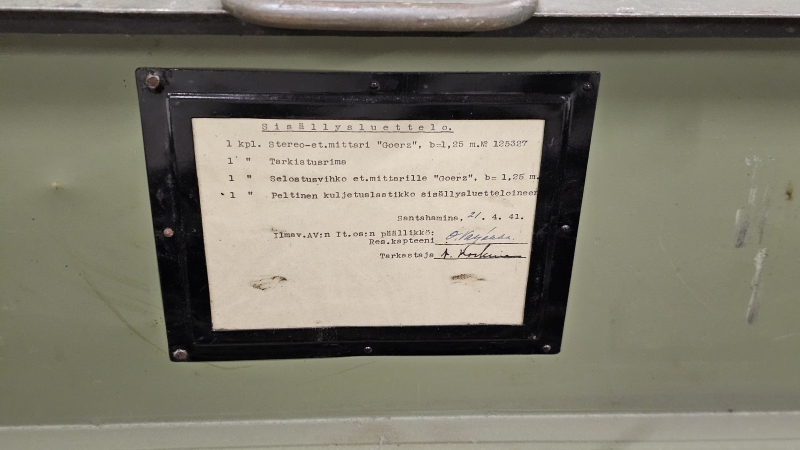 Sisällysluettelo.
1 kpl. Stereo-et.mittari "Goerz", b=1,25 m.№ 125327
1 " Tarkistusrima
1 " Selostusvihko et.mittarille "Goerz", b= 1,25 m.
1 " Peltinen kuljetuslaatikko sisällysluetteloineen
Santahamina, 21. 4. 41.
Ilmav.AV:n It.os:n päällikkö:
Res.kapteeni
Tarkastaja